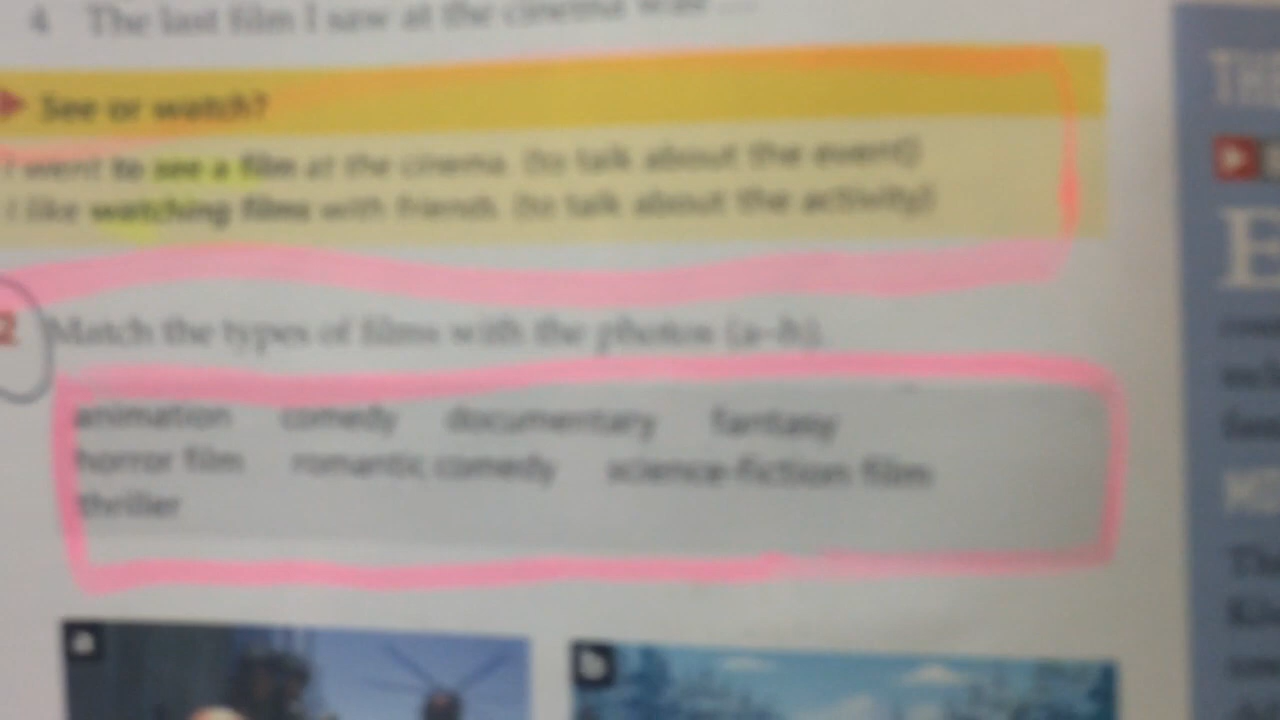 4 The last film I saw at the cinema was ...
See or watch?
I went to see a film at the cinema. (to talk about the event)
I like watching films with friends. (to talk about the activity)
2 Match the types of films with the photos (a–h).
animation comedy documentary fantasy
horror film romantic comedy science-fiction film
thriller
a b